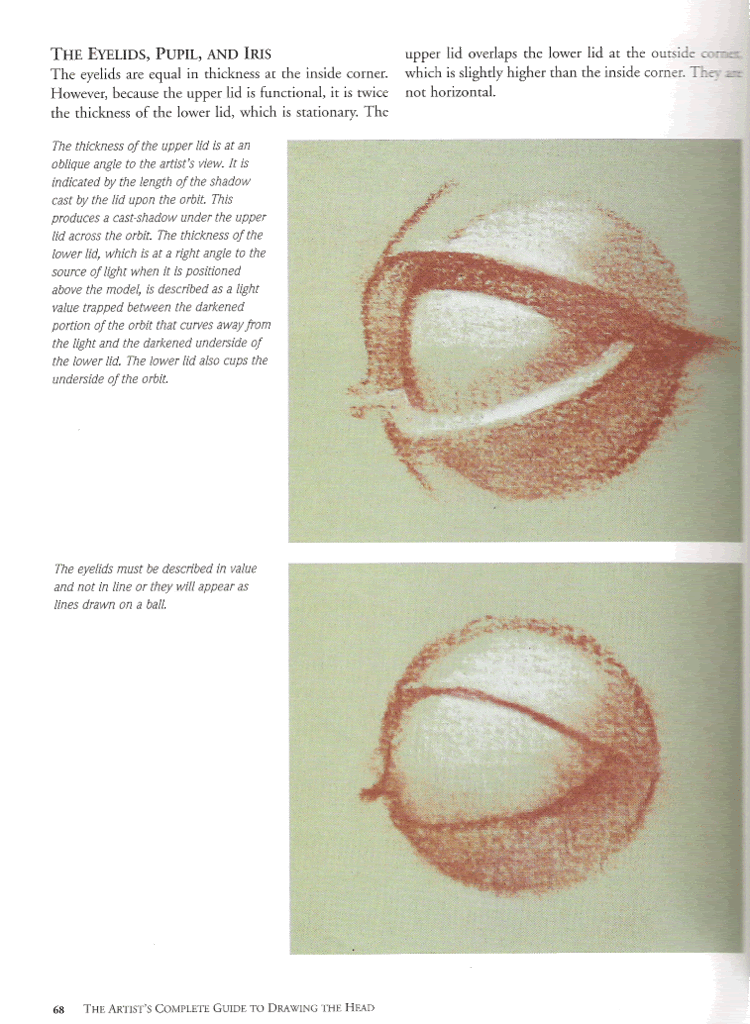 THE EYELIDS, PUPIL, AND IRIS
The eyelids are equal in thickness at the inside corner.
However, because the upper lid is functional, it is twice
the thickness of the lower lid, which is stationary. The
upper lid overlaps the lower lid at the outside corner,
which is slightly higher than the inside corner. They are
not horizontal.
The thickness of the upper lid is at an
oblique angle to the artist's view. It is
indicated by the length of the shadow
cast by the lid upon the orbit. This
produces a cast-shadow under the upper
lid across the orbit. The thickness of the
lower lid, which is at a right angle to the
source of light when it is positioned
above the model, is described as a light
value trapped between the darkened
portion of the orbit that curves away from
the light and the darkened underside of
the lower lid. The lower lid also cups the
underside of the orbit.
The eyelids must be described in value
and not in line or they will appear as
lines drawn on a ball.
68 THE ARTIST'S COMPLETE GUIDE TO DRAWING THE HEAD